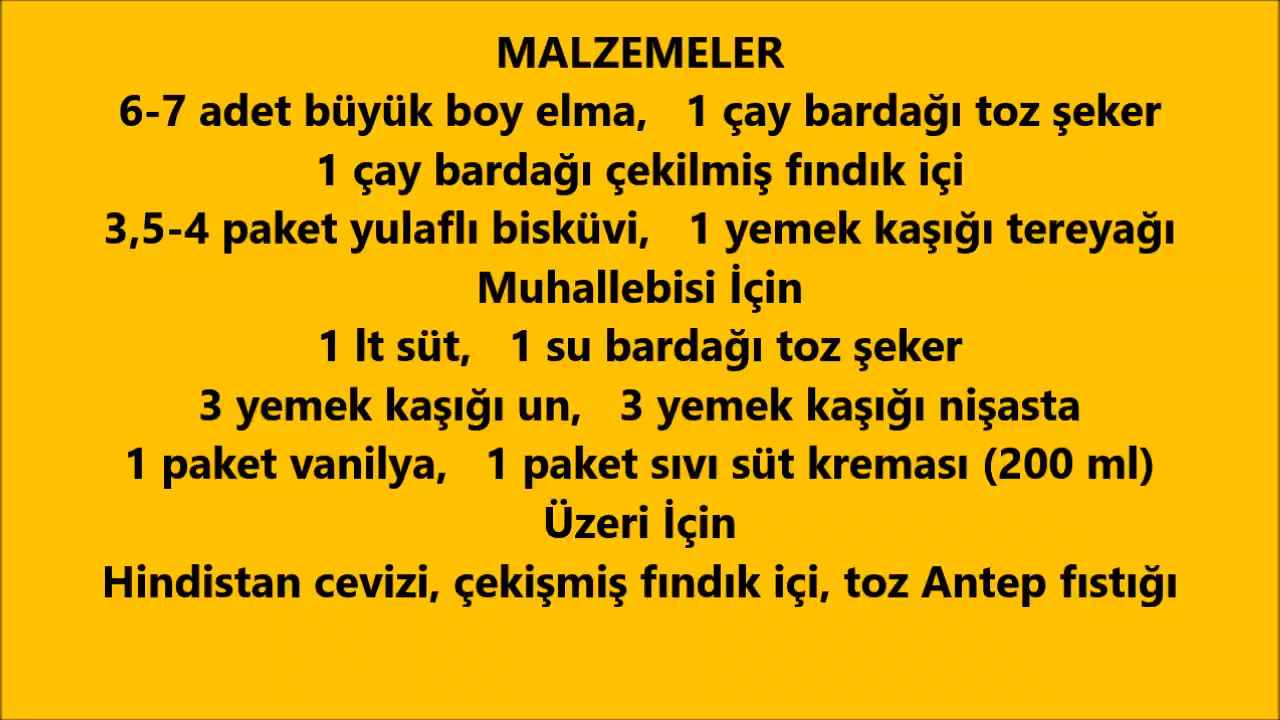 MALZEMELER
6-7 adet büyük boy elma, 1 çay bardağı toz şeker
1 çay bardağı çekilmiş fındık içi
3,5-4 paket yulaflı bisküvi, 1 yemek kaşığı tereyağı
Muhallebisi İçin
1 lt süt, 1 su bardağı toz şeker
3 yemek kaşığı un, 3 yemek kaşığı nişasta
1 paket vanilya, 1 paket sıvı süt kreması (200 ml)
Üzeri İçin
Hindistan cevizi, çekişmiş fındık içi, toz Antep fıstığı